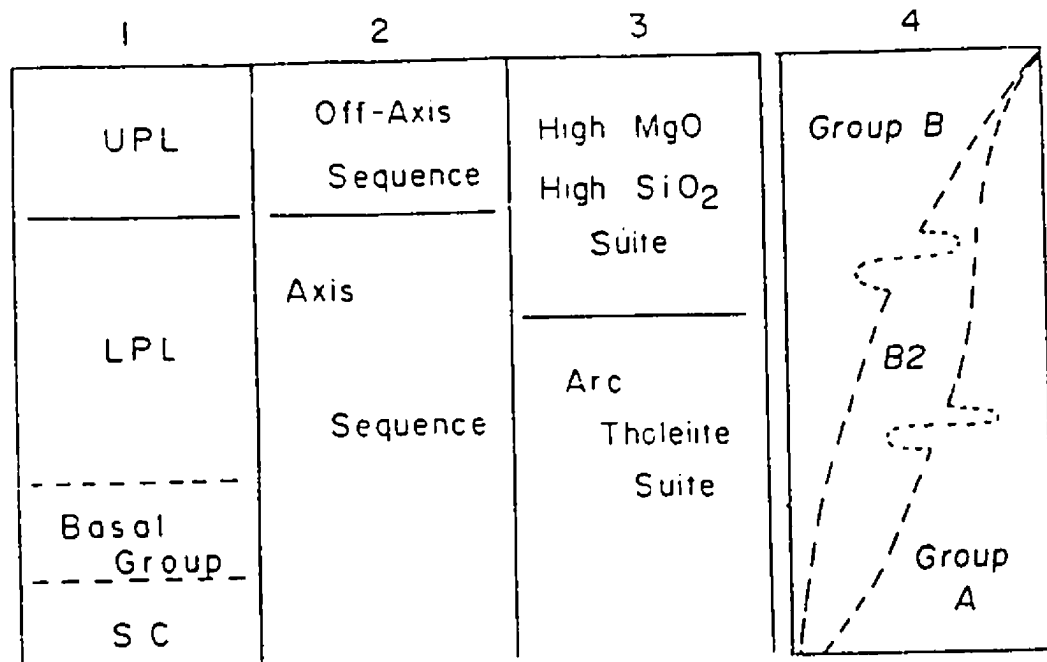 1
2
3
4
UPL
LPL
Basal
Group
SC
Off-Axis
Sequence
Axis
Sequence
High MgO
High SiO2
Suite
Arc
Tholeiite
Suite
Group B
B2
Group
A